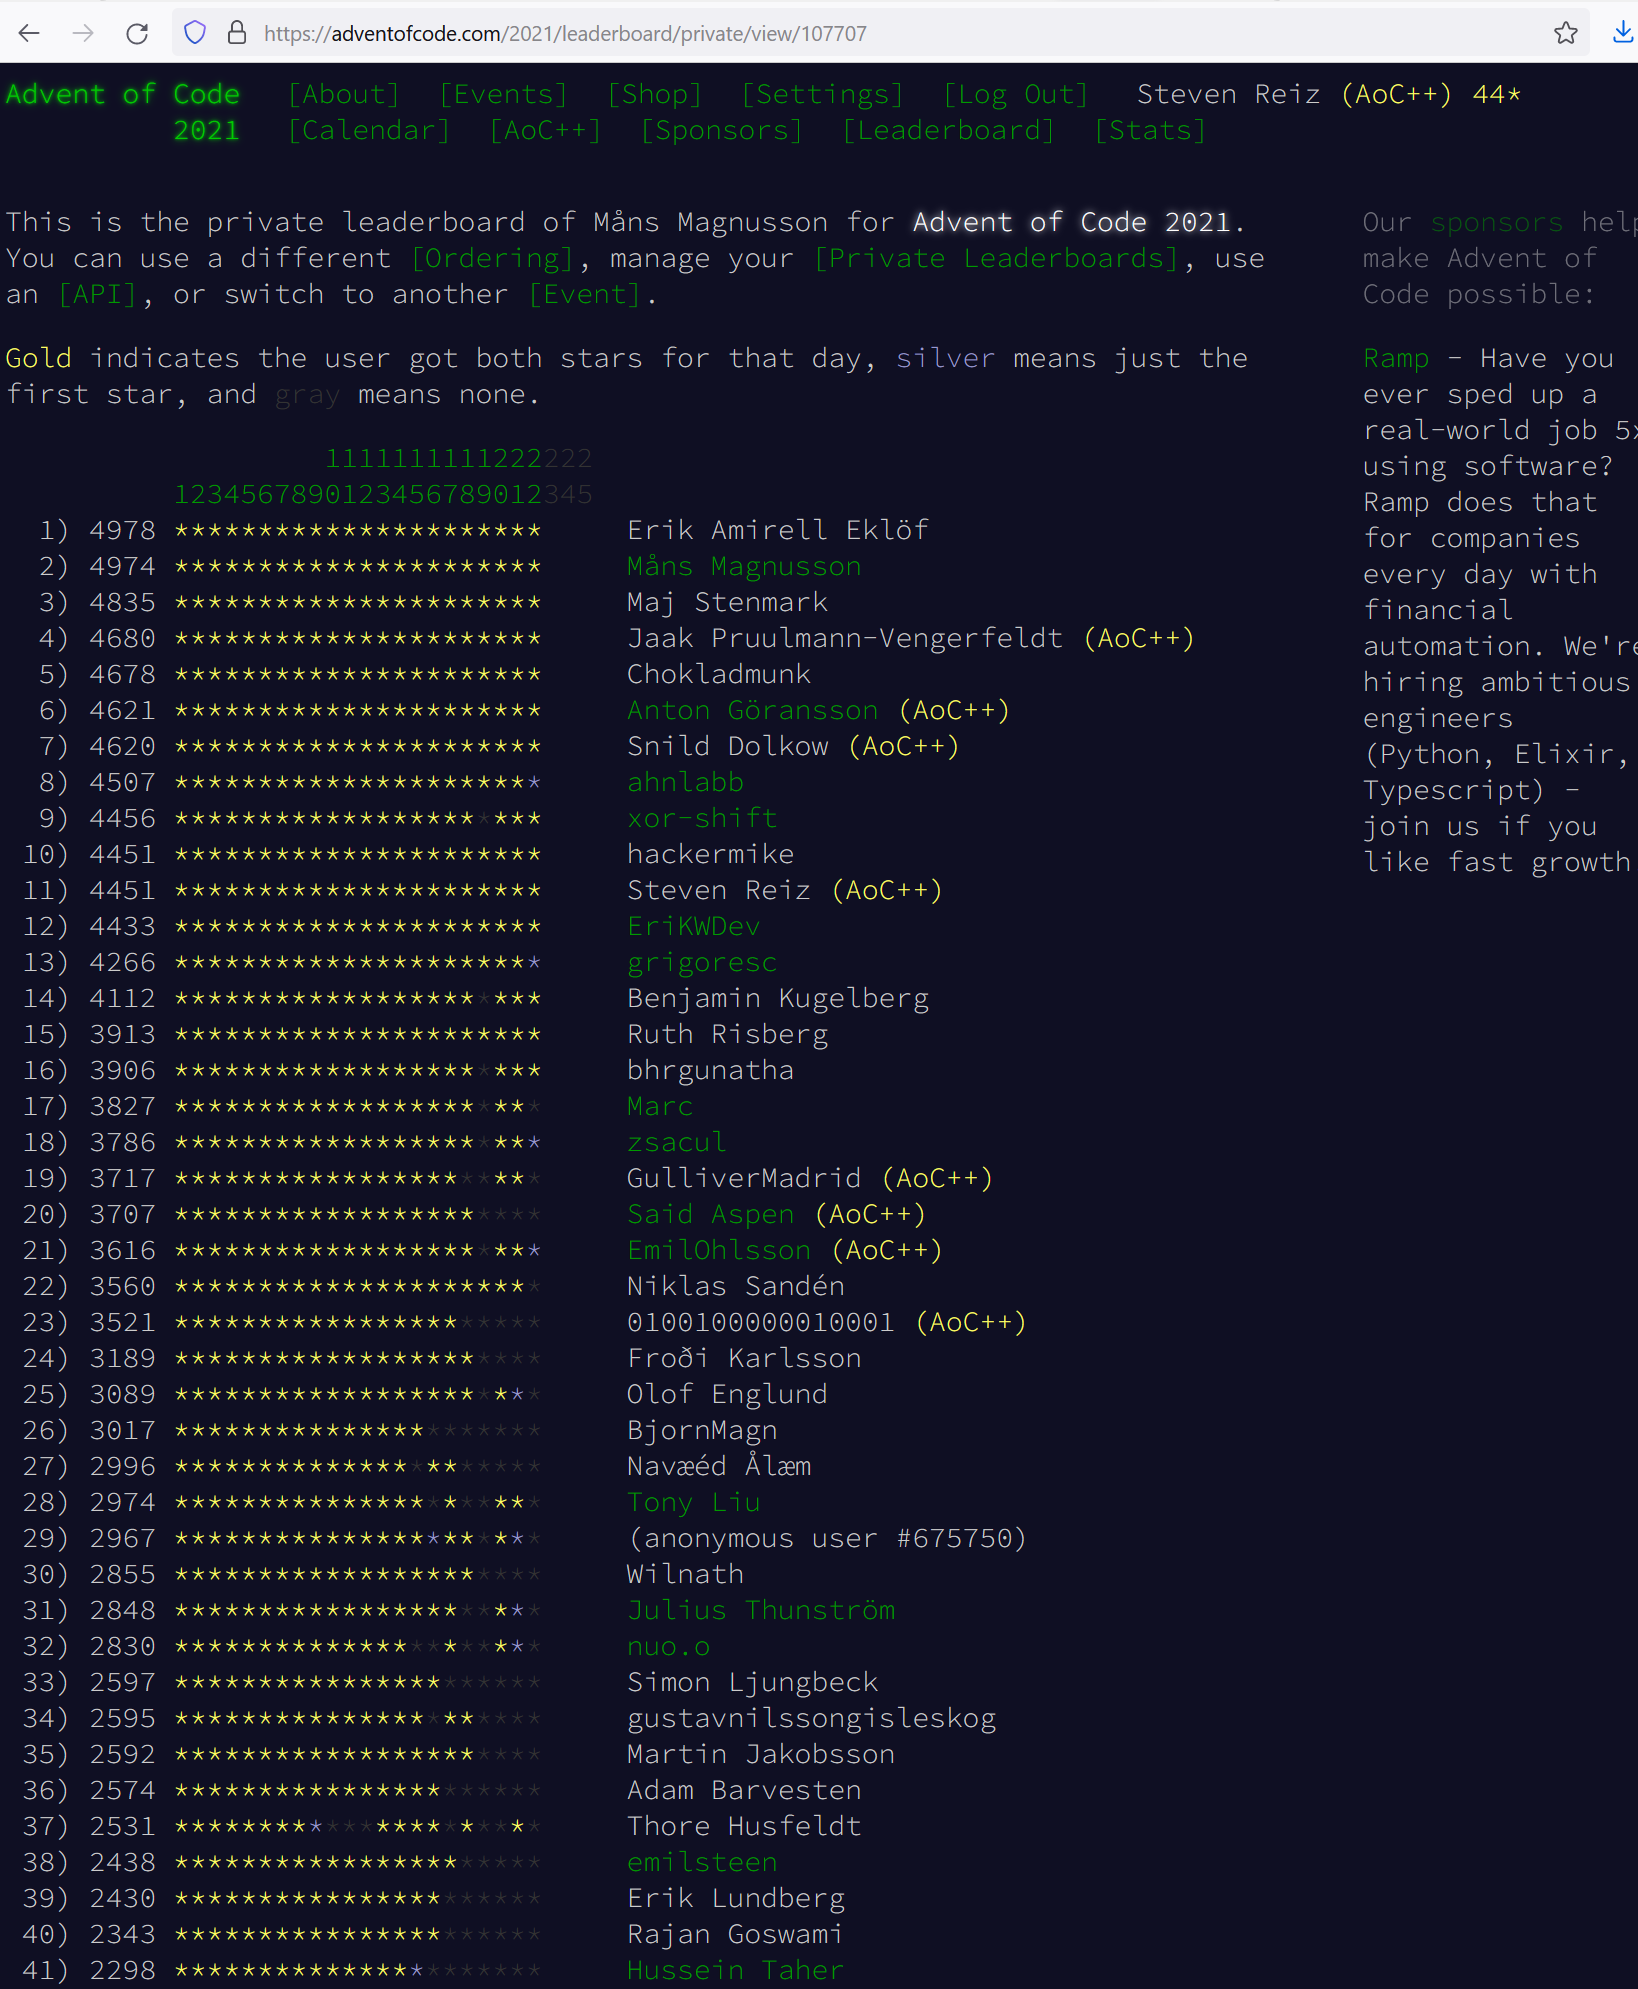 https://adventofcode.com/2021/leaderboard/private/view/107707
Advent of Code [About] [Events] [Shop] [Settings] [Log Out] Steven Reiz (AoC++) 44*
2021 [Calendar] [AoC++] [Sponsors] [Leaderboard] [Stats]
This is the private leaderboard of Måns Magnusson for Advent of Code 2021.
You can use a different [Ordering], manage your [Private Leaderboards], use
an [API], or switch to another [Event].
Gold indicates the user got both stars for that day, silver means just the
first star, and gray means none.
1111111111222222
1234567890123456789012345
1) 4978 ********************** Erik Amirell Eklöf
2) 4974 ********************** Måns Magnusson
3) 4835 ********************** Maj Stenmark
4) 4680 ********************** Jaak Pruulmann-Vengerfeldt (AoC++)
5) 4678 ********************** Chokladmunk
6) 4621 ********************** Anton Göransson (AoC++)
7) 4620 ********************** Snild Dolkow (AoC++)
8) 4507 ********************** ahnlabb
9) 4456 ********************** xor-shift
10) 4451 ********************** hackermike
11) 4451 ********************** Steven Reiz (AoC++)
12) 4433 ********************** EriKWDev
13) 4266 ********************** grigoresc
14) 4112 ********************** Benjamin Kugelberg
15) 3913 ********************** Ruth Risberg
16) 3906 ********************** bhrgunatha
17) 3827 ********************** Marc
18) 3786 ********************** zsacul
19) 3717 ********************** GulliverMadrid (AoC++)
20) 3707 ********************** Said Aspen (AoC++)
21) 3616 ********************** EmilOhlsson (AoC++)
22) 3560 ********************** Niklas Sandén
23) 3521 ********************** 0100100000010001 (AoC++)
24) 3189 ********************** Froði Karlsson
25) 3089 ********************** Olof Englund
26) 3017 ********************** BjornMagn
27) 2996 ********************** Navæéd Ålæm
28) 2974 ********************** Tony Liu
29) 2967 ********************** (anonymous user #675750)
30) 2855 ********************** Wilnath
31) 2848 ********************** Julius Thunström
32) 2830 ********************** nuo.o
33) 2597 ********************** Simon Ljungbeck
34) 2595 ********************** gustavnilssongisleskog
35) 2592 ********************** Martin Jakobsson
36) 2574 ********************** Adam Barvesten
37) 2531 ********************** Thore Husfeldt
38) 2438 ********************** emilsteen
39) 2430 ********************** Erik Lundberg
40) 2343 ********************** Rajan Goswami
41) 2298 ********************** Hussein Taher
Our sponsors help
make Advent of
Code possible:
Ramp - Have you
ever sped up a
real-world job 5x
using software?
Ramp does that
for companies
every day with
financial
automation. We're
hiring ambitious
engineers
(Python, Elixir,
Typescript) -
join us if you
like fast growth